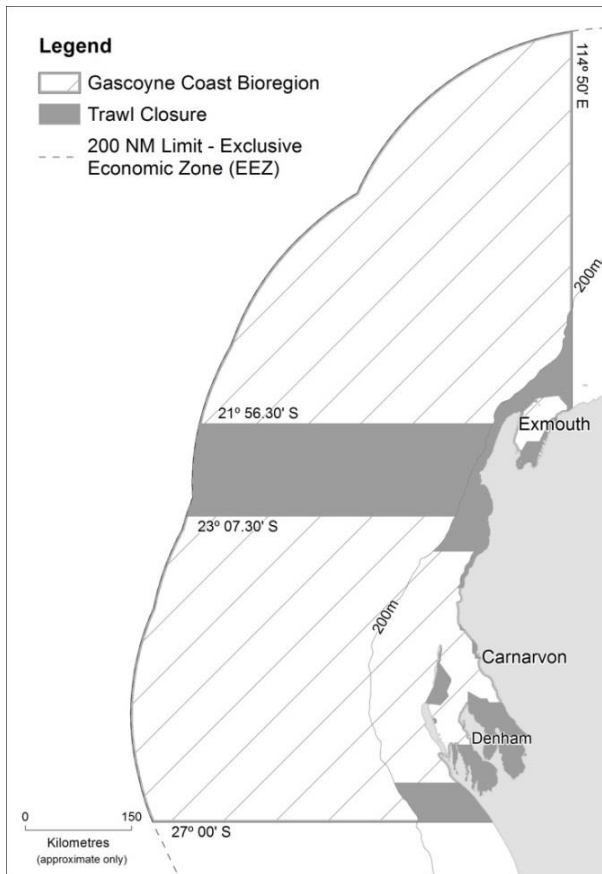 Legend
Gascoyne Coast Bioregion
Trawl Closure
200 NM Limit - Exclusive
Economic Zone (EEZ)
114º 50' E
200m
21º 56.30' S
Exmouth
23º 07.30' S
200m
Carnarvon
Denham
0 150
Kilometres
(approximate only)
27º 00' S